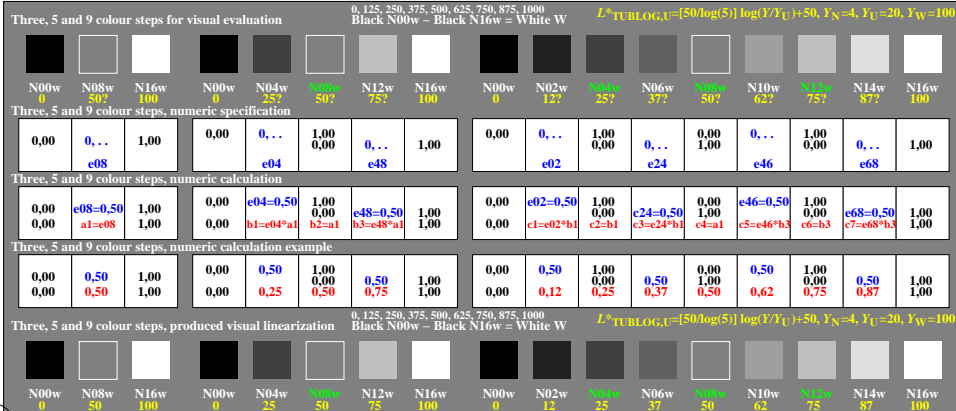 Three, 5 and 9 colour steps for visual evaluation
0, 125, 250, 375, 500, 625, 750, 875, 1000
Black N00w – Black N16w = White W
L*TUBLOG,U=[50/log(5)] log(Y/YU)+50, YN=4, YU=20, YW=100
N00w N08w N16w N00w N04w N08w N12w N16w N00w N02w N04w N06w N08w N10w N12w N14w N16w
0 50? 100 0 25? 50? 75? 100 0 12? 25? 37? 50? 62? 75? 87? 100
Three, 5 and 9 colour steps, numeric specification
0,00 0, . . 1,00 0,00 0, . . 1,00 0,00 0, . . 1,00 0,00 0, . . 1,00 0,00 0, . . 0,00 1,00 0, . . 1,00 0,00 0, . . 1,00
e08 e04 e48 e02 e24 e46 e68
Three, 5 and 9 colour steps, numeric calculation
0,00 e08=0,50 1,00 0,00 e04=0,50 1,00 0,00 e48=0,50 1,00 0,00 e02=0,50 1,00 0,00 c24=0,50 0,00 1,00 e46=0,50 1,00 0,00 e68=0,50 1,00
0,00 a1=e08 1,00 0,00 b1=e04*a1 b2=a1 b3=e48*a1 1,00 0,00 c1=e02*b1 c2=b1 c3=e24*b1 c4=a1 c5=e46*b3 c6=b3 c7=e68*b3 1,00
Three, 5 and 9 colour steps, numeric calculation example
0,00 0,50 1,00 0,00 0,50 1,00 0,00 0,50 1,00 0,00 0,50 1,00 0,00 0,50 0,00 1,00 0,50 1,00 0,00 0,50 1,00
0,00 0,50 1,00 0,00 0,25 0,50 0,75 1,00 0,00 0,12 0,25 0,37 0,50 0,62 0,75 0,87 1,00
Three, 5 and 9 colour steps, produced visual linearization
0, 125, 250, 375, 500, 625, 750, 875, 1000
Black N00w – Black N16w = White W
L*TUBLOG,U=[50/log(5)] log(Y/YU)+50, YN=4, YU=20, YW=100
N00w N08w N16w N00w N04w N08w N12w N16w N00w N02w N04w N06w N08w N10w N12w N14w N16w
0 50 100 0 25 50 75 100 0 12 25 37 50 62 75 87 100